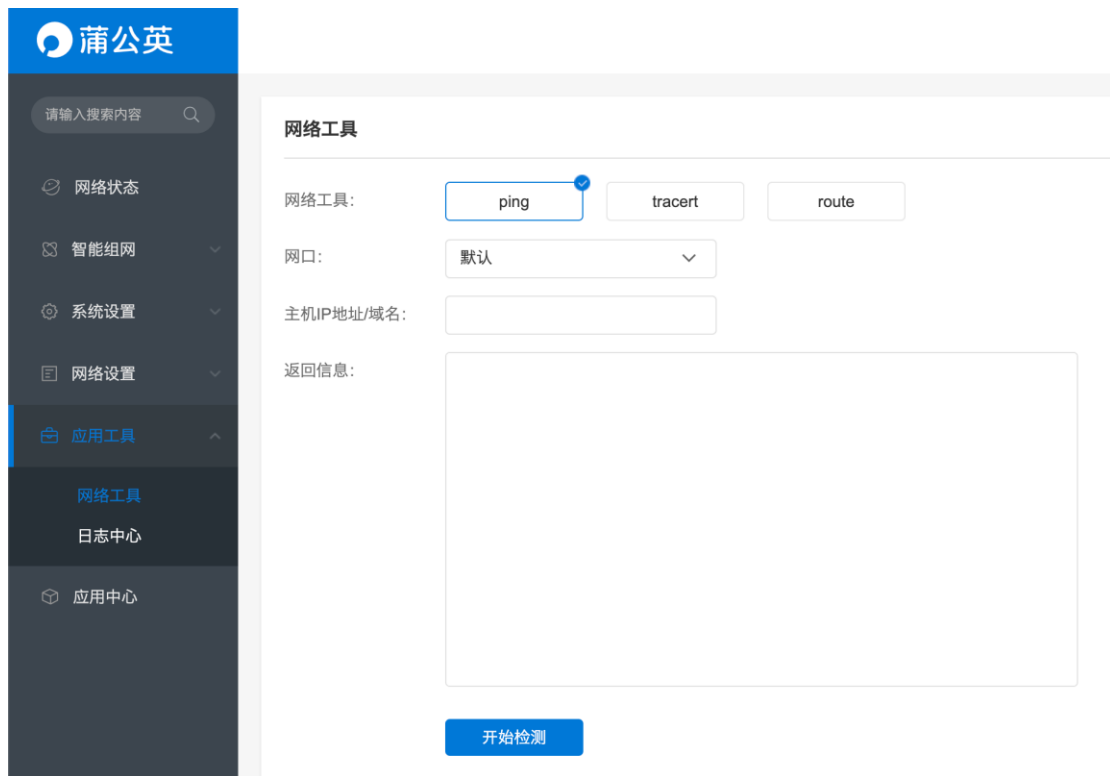 蒲公英
请输入搜索内容
网络状态
智能组网
系统设置
网络设置
应用工具
网络工具
日志中心
应用中心
网络工具
网络工具: ping tracert route
网口: 默认
主机IP地址/域名:
返回信息:
开始检测